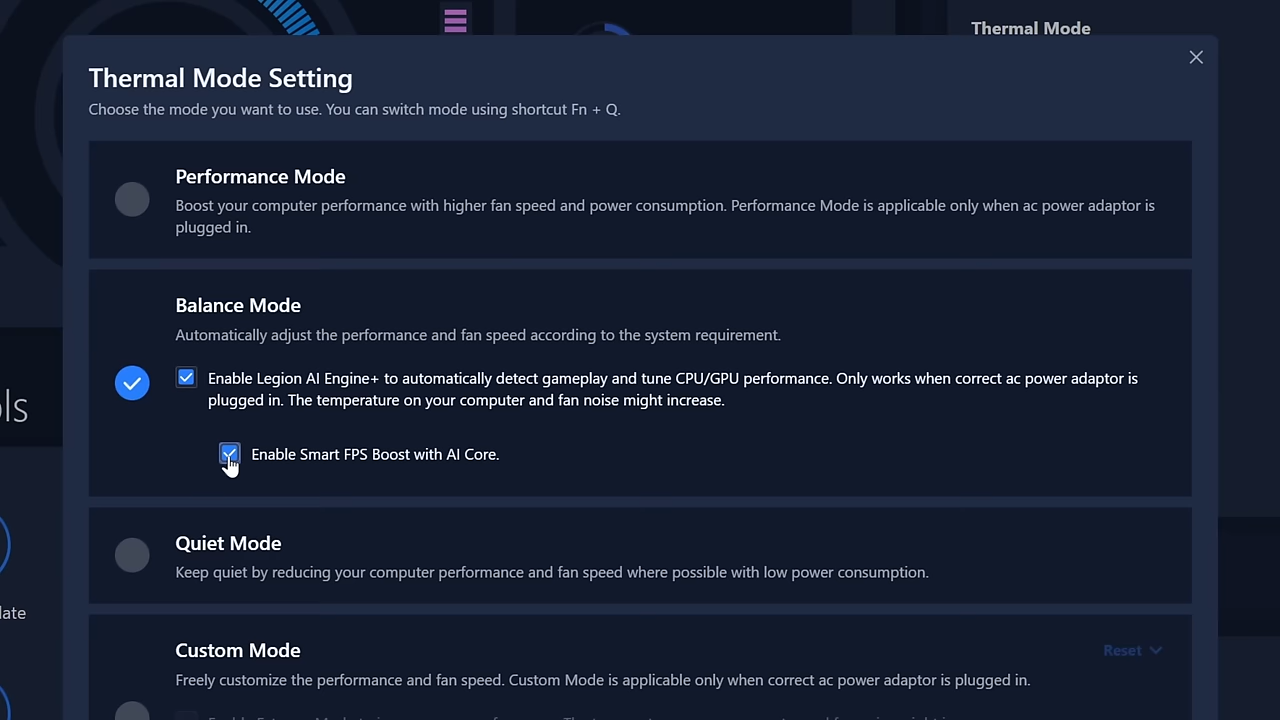 Thermal Mode
Thermal Mode Setting
Choose the mode you want to use. You can switch mode using shortcut Fn + Q.
Performance Mode
Boost your computer performance with higher fan speed and power consumption. Performance Mode is applicable only when ac power adaptor is
plugged in.
Balance Mode
Automatically adjust the performance and fan speed according to the system requirement.
Enable Legion AI Engine+ to automatically detect gameplay and tune CPU/GPU performance. Only works when correct ac power adaptor is
plugged in. The temperature on your computer and fan noise might increase.
Enable Smart FPS Boost with AI Core.
Quiet Mode
Keep quiet by reducing your computer performance and fan speed where possible with low power consumption.
Custom Mode
Reset
Freely customize the performance and fan speed. Custom Mode is applicable only when correct ac power adaptor is plugged in.